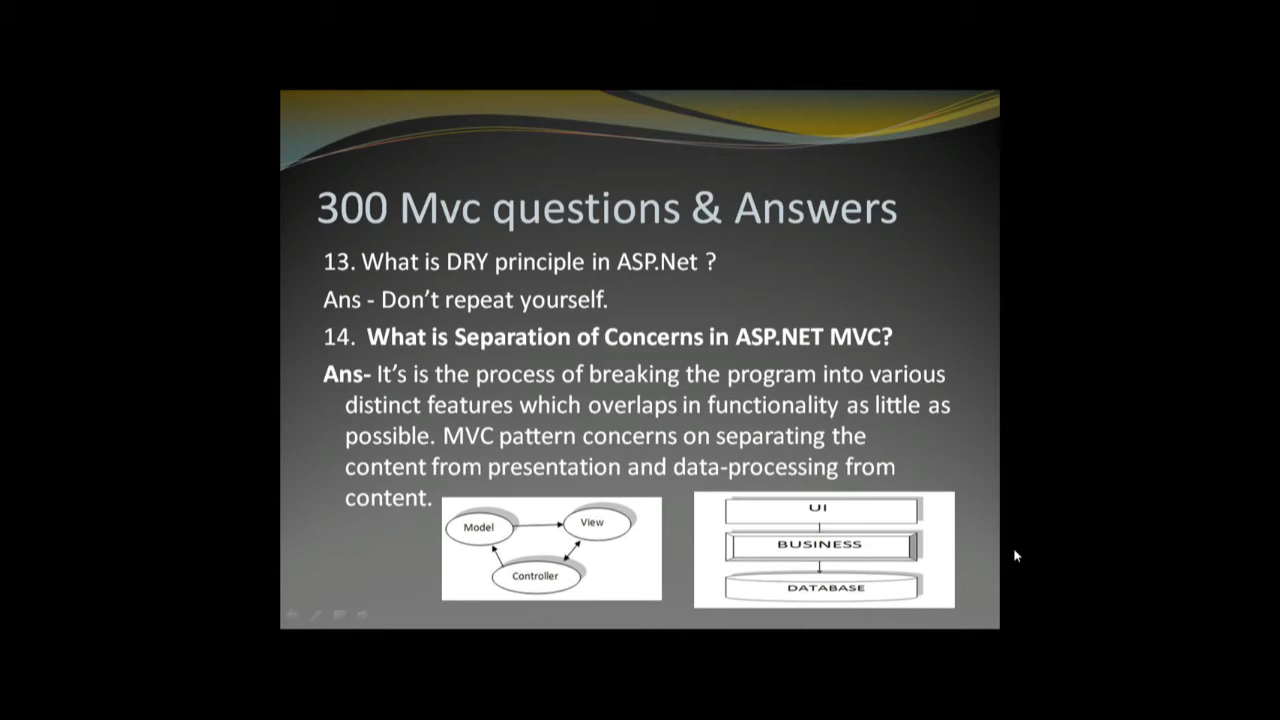 300 Mvc questions & Answers
13. What is DRY principle in ASP.Net ?
Ans - Don’t repeat yourself.
14. What is Separation of Concerns in ASP.NET MVC?
Ans- It’s is the process of breaking the program into various
distinct features which overlaps in functionality as little as
possible. MVC pattern concerns on separating the
content from presentation and data-processing from
content.
Model
View
Controller
UI
BUSINESS
DATABASE